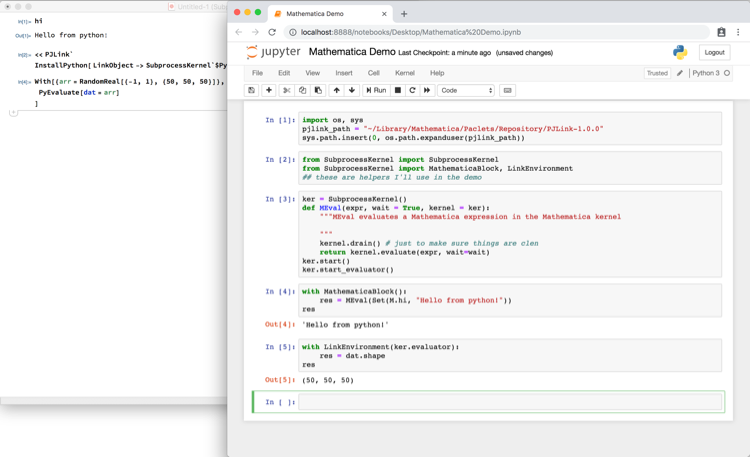 Untitled-1 (Sub
In[1]:= hi
Out[1]= Hello from python!
In[2]:= << PJLink`
InstallPython[LinkObject -> SubprocessKernel`$Py
In[4]:= With[{arr = RandomReal[{-1, 1}, {50, 50, 50}]},
PyEvaluate[dat = arr]
]
Mathematica Demo
localhost:8888/notebooks/Desktop/Mathematica%20Demo.ipynb
jupyter Mathematica Demo Last Checkpoint: a minute ago (unsaved changes)
Logout
File Edit View Insert Cell Kernel Help
Trusted Python 3
Run Code
In [1]: import os, sys
pjlink_path = "~/Library/Mathematica/Paclets/Repository/PJLink-1.0.0"
sys.path.insert(0, os.path.expanduser(pjlink_path))
In [2]: from SubprocessKernel import SubprocessKernel
from SubprocessKernel import MathematicaBlock, LinkEnvironment
## these are helpers I'll use in the demo
In [3]: ker = SubprocessKernel()
def MEval(expr, wait = True, kernel = ker):
"""MEval evaluates a Mathematica expression in the Mathematica kernel
"""
kernel.drain() # just to make sure things are clen
return kernel.evaluate(expr, wait=wait)
ker.start()
ker.start_evaluator()
In [4]: with MathematicaBlock():
res = MEval(Set(M.hi, "Hello from python!"))
res
Out[4]: 'Hello from python!'
In [5]: with LinkEnvironment(ker.evaluator):
res = dat.shape
res
Out[5]: (50, 50, 50)
In [ ]: